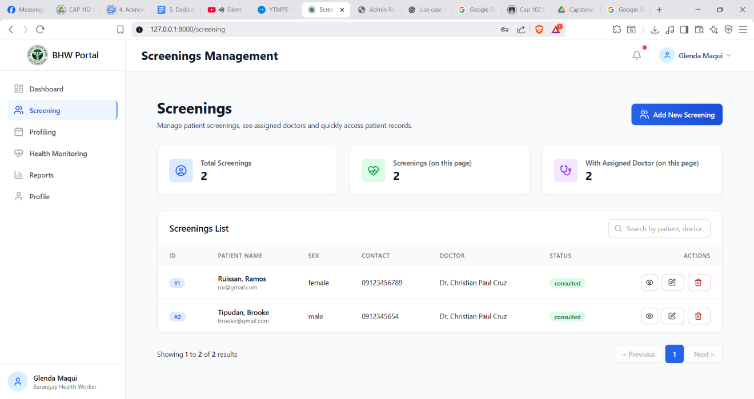 Messenge
CAP 102
4. Acknow
5. Dedica
Silent
YTMP3
Scree
Admin Re
Use case
Google Se
Cap 102
Capstone
Google S
127.0.0.1:8000/screening
BHW Portal
Screenings Management
Glenda Maqui
Dashboard
Screening
Profiling
Health Monitoring
Reports
Profile
Screenings
Manage patient screenings, see assigned doctors and quickly access patient records.
Add New Screening
Total Screenings
2
Screenings (on this page)
2
With Assigned Doctor (on this page)
2
Screenings List
Search by patient, doctor,
ID PATIENT NAME SEX CONTACT DOCTOR STATUS ACTIONS
#1 Ruissan, Ramos female 09123456789 Dr. Christian Paul Cruz consulted
rui@gmail.com
#2 Tipudan, Brooke male 0912345654 Dr. Christian Paul Cruz consulted
brooke@gmail.com
Showing 1 to 2 of 2 results
« Previous 1 Next »
Glenda Maqui
Barangay Health Worker